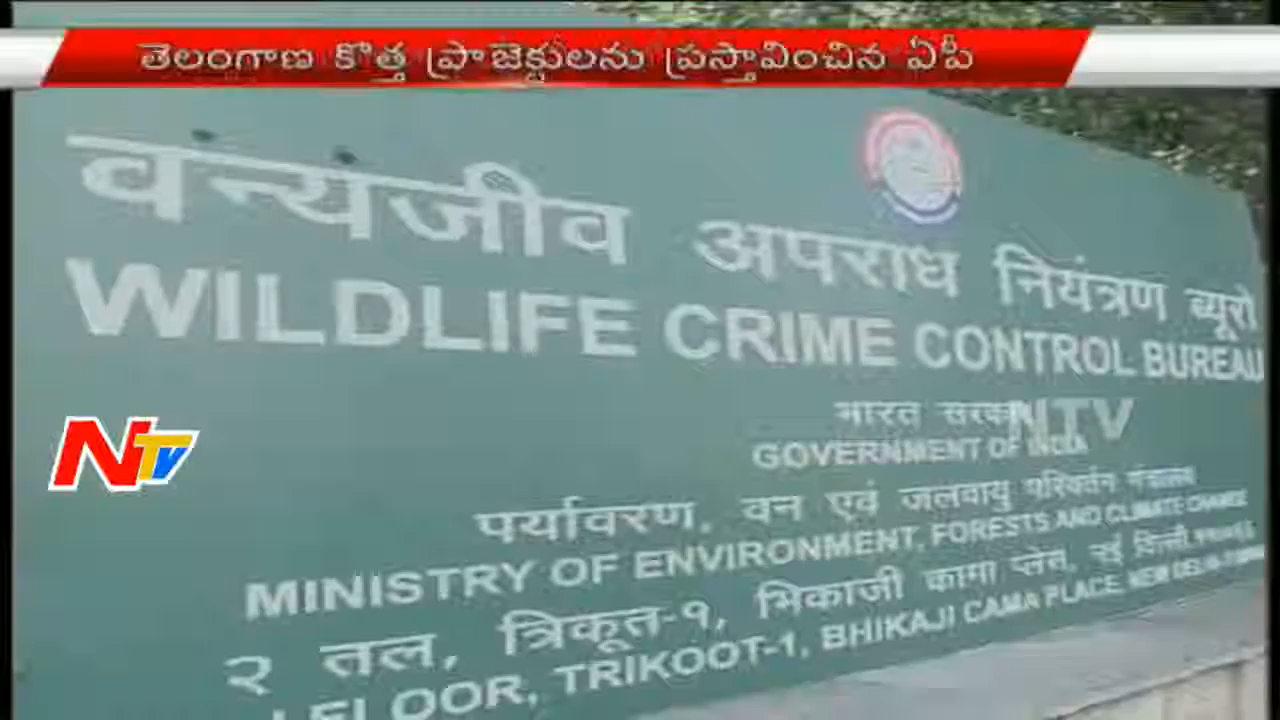 తెలంగాణ కొత్త ప్రాజెక్టులను ప్రస్తావించిన ఏపీ
वन्यजीव अपराध नियंत्रण ब्यूरो
WILDLIFE CRIME CONTROL BUREAU
भारत सरकार
NTV
GOVERNMENT OF INDIA
NTV
पर्यावरण, वन एवं जलवायु परिवर्तन मंत्रालय
MINISTRY OF ENVIRONMENT, FORESTS AND CLIMATE CHANGE
२ तल, त्रिकूत-१, भिकाजी कामा प्लेस, नई दिल्ली
FLOOR, TRIKOOT-1, BHIKAJI CAMA PLACE, NEW DELHI